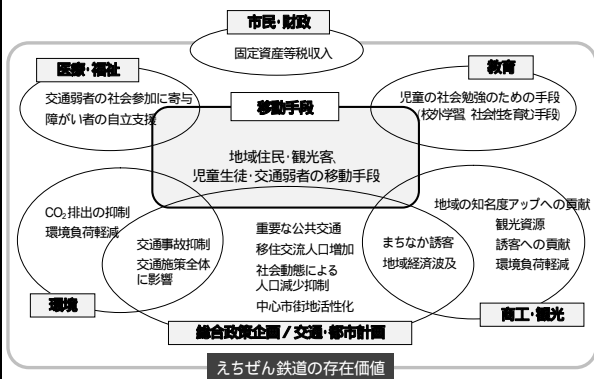 市民・財政
固定資産等税収入
医療・福祉
交通弱者の社会参加に寄与
障がい者の自立支援
教育
児童の社会勉強のための手段
(校外学習、社会性を育む手段)
移動手段
地域住民・観光客、
児童生徒・交通弱者の移動手段
CO₂排出の抑制
環境負荷軽減
交通事故抑制
交通施策全体
に影響
環境
重要な公共交通
移住交流人口増加
社会動態による
人口減少抑制
中心市街地活性化
総合政策企画／交通・都市計画
まちなか誘客
地域経済波及
地域の知名度アップへの貢献
観光資源
誘客への貢献
環境負荷軽減
商工・観光
えちぜん鉄道の存在価値